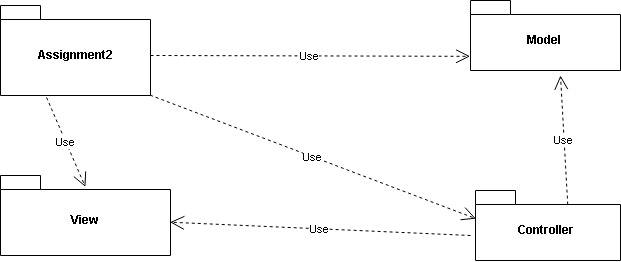 Model
Assignment2
Use
Use
Use
Use
View
Use
Controller